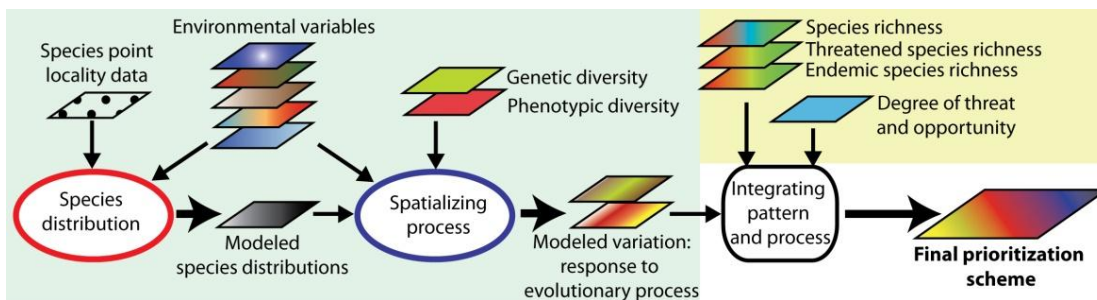 Species point
locality data
Environmental variables
Genetic diversity
Phenotypic diversity
Species richness
Threatened species richness
Endemic species richness
Degree of threat
and opportunity
Species
distribution
Modeled
species distributions
Spatializing
process
Modeled variation:
response to
evolutionary process
Integrating
pattern
and process
Final prioritization
scheme